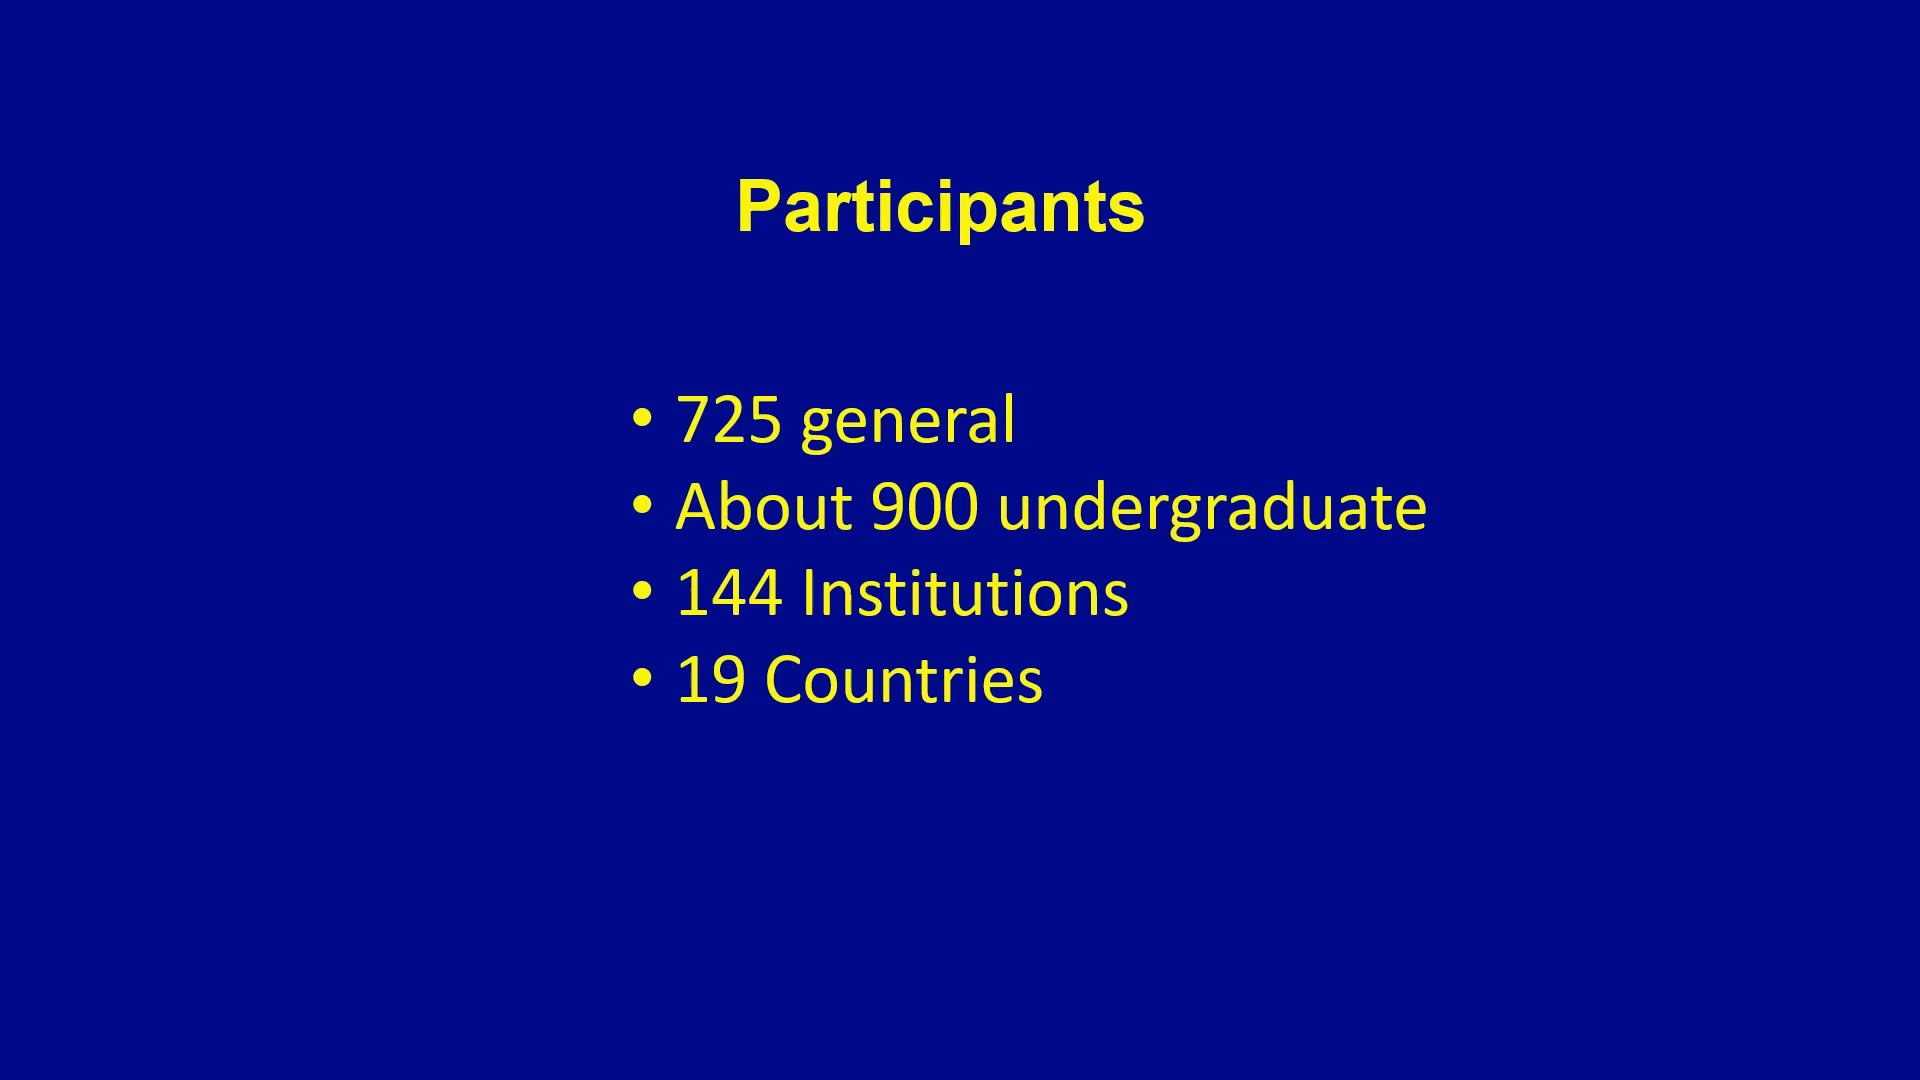 Participants
• 725 general
• About 900 undergraduate
• 144 Institutions
• 19 Countries